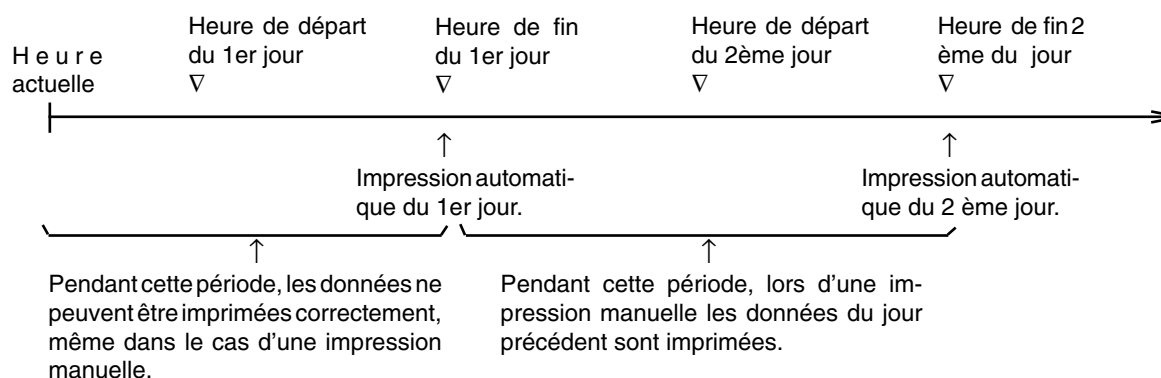 Heure actuelle
Heure de départ
du 1er jour
∇
Heure de fin
du 1er jour
∇
Heure de départ
du 2ème jour
∇
Heure de fin 2
ème du jour
∇
↑
Impression automati-
que du 1er jour.
↑
Impression automati-
que du 2 ème jour.
↑
Pendant cette période, les données ne
peuvent être imprimées correctement,
même dans le cas d'une impression
manuelle.
↑
Pendant cette période, lors d'une im-
pression manuelle les données du jour
précédent sont imprimées.